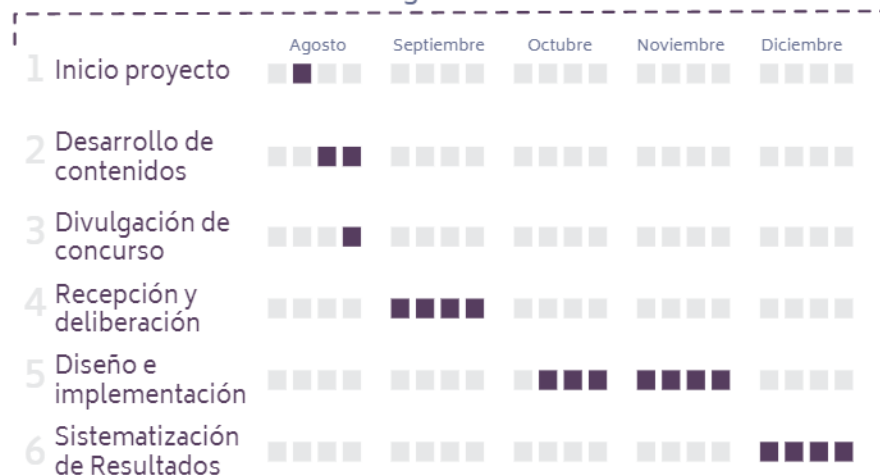 Agosto Septiembre Octubre Noviembre Diciembre
1 Inicio proyecto
2 Desarrollo de
contenidos
3 Divulgación de
concurso
4 Recepción y
deliberación
5 Diseño e
implementación
6 Sistematización
de Resultados